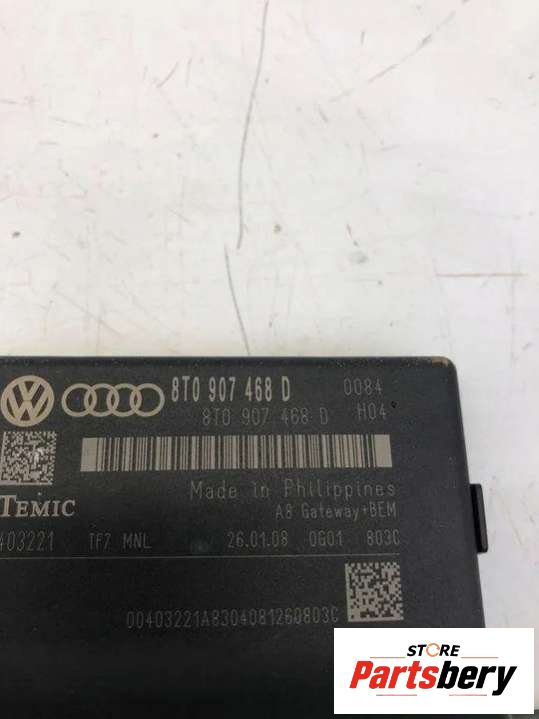 8T0 907 468 D 0084
8T0 907 468 D H04
Made in Philippines
A8 Gateway+BEM
TEMIC
403221 TF7 MNL 26.01.08 0G01 803C
00403221A8304081260803C
STORE
Partsbery